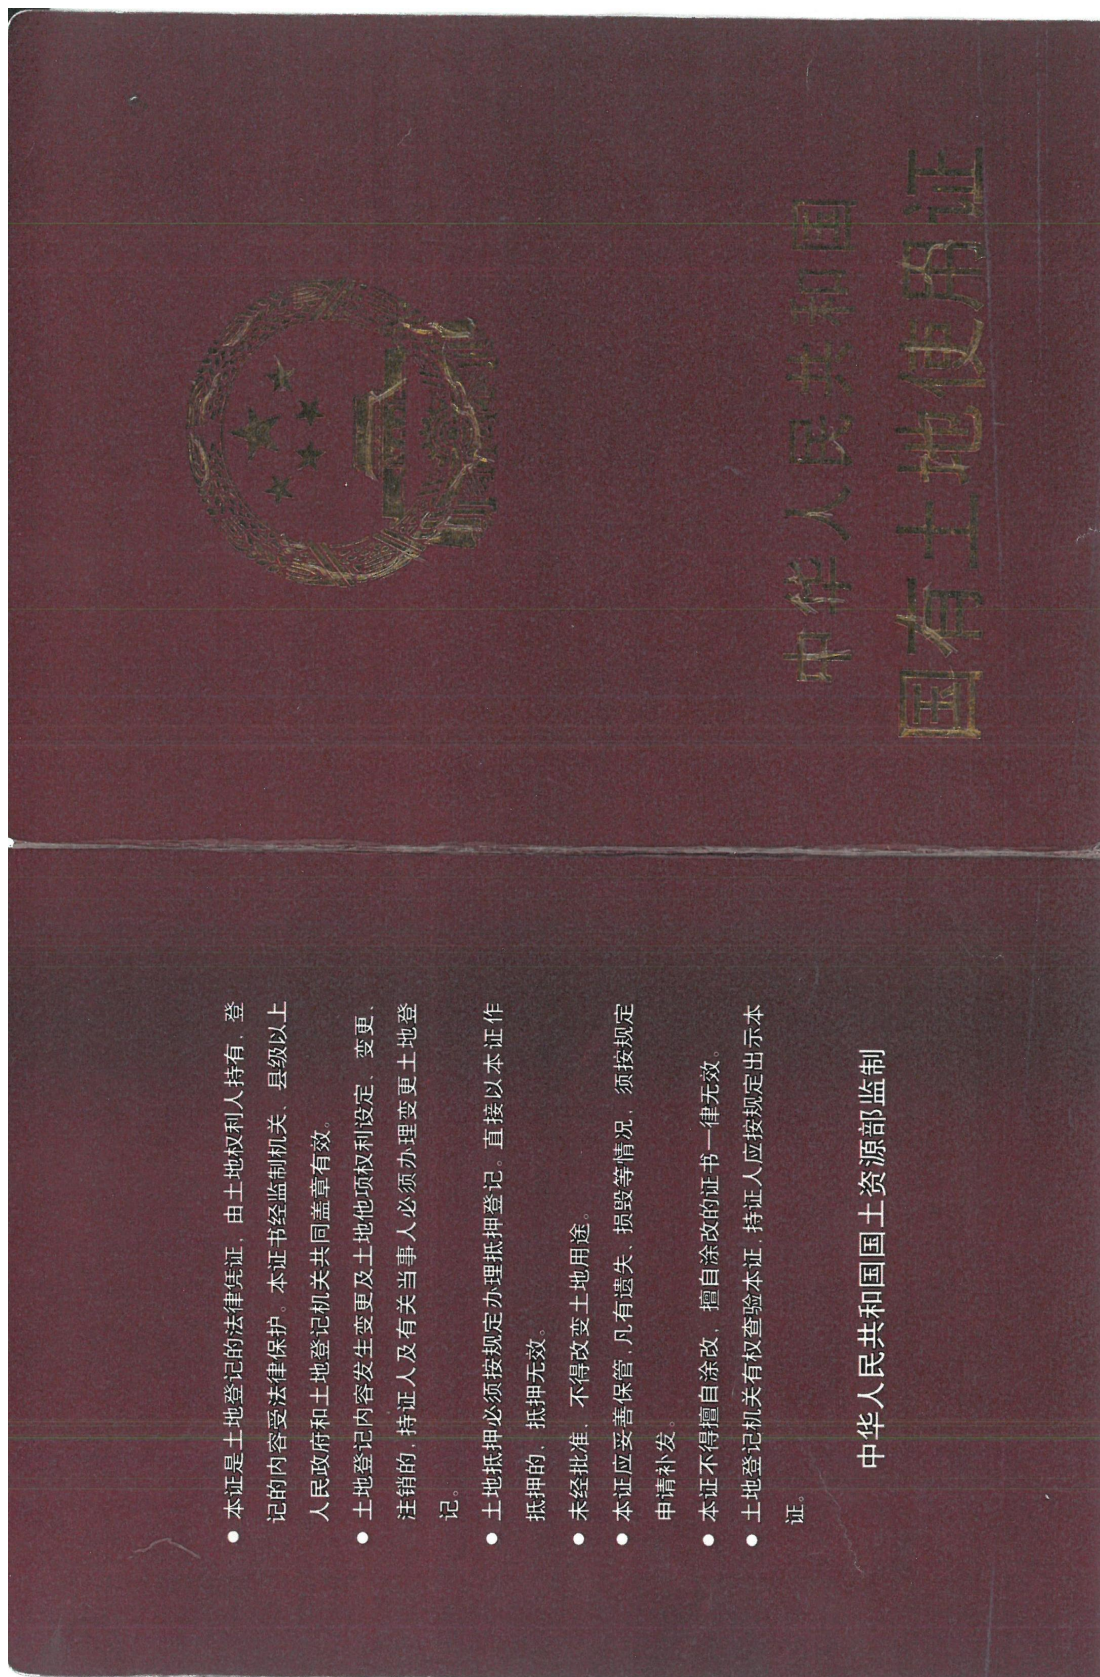 中华人民共和国
国有土地使用证
● 本证是土地登记的法律凭证，由土地权利人持有，登
记的内容受法律保护。本证书经监制机关、县级以上
人民政府和土地登记机关共同盖章有效。
● 土地登记内容发生变更及土地他项权利设定、变更、
注销的，持证人及有关当事人必须办理变更土地登
记。
● 土地抵押必须按规定办理抵押登记。直接以本证作
抵押的，抵押无效。
● 未经批准，不得改变土地用途。
● 本证应妥善保管，凡有遗失、损毁等情况，须按规定
申请补发。
● 本证不得擅自涂改，擅自涂改的证书一律无效。
● 土地登记机关有权查验本证，持证人应按规定出示本
证。
中华人民共和国国土资源部监制